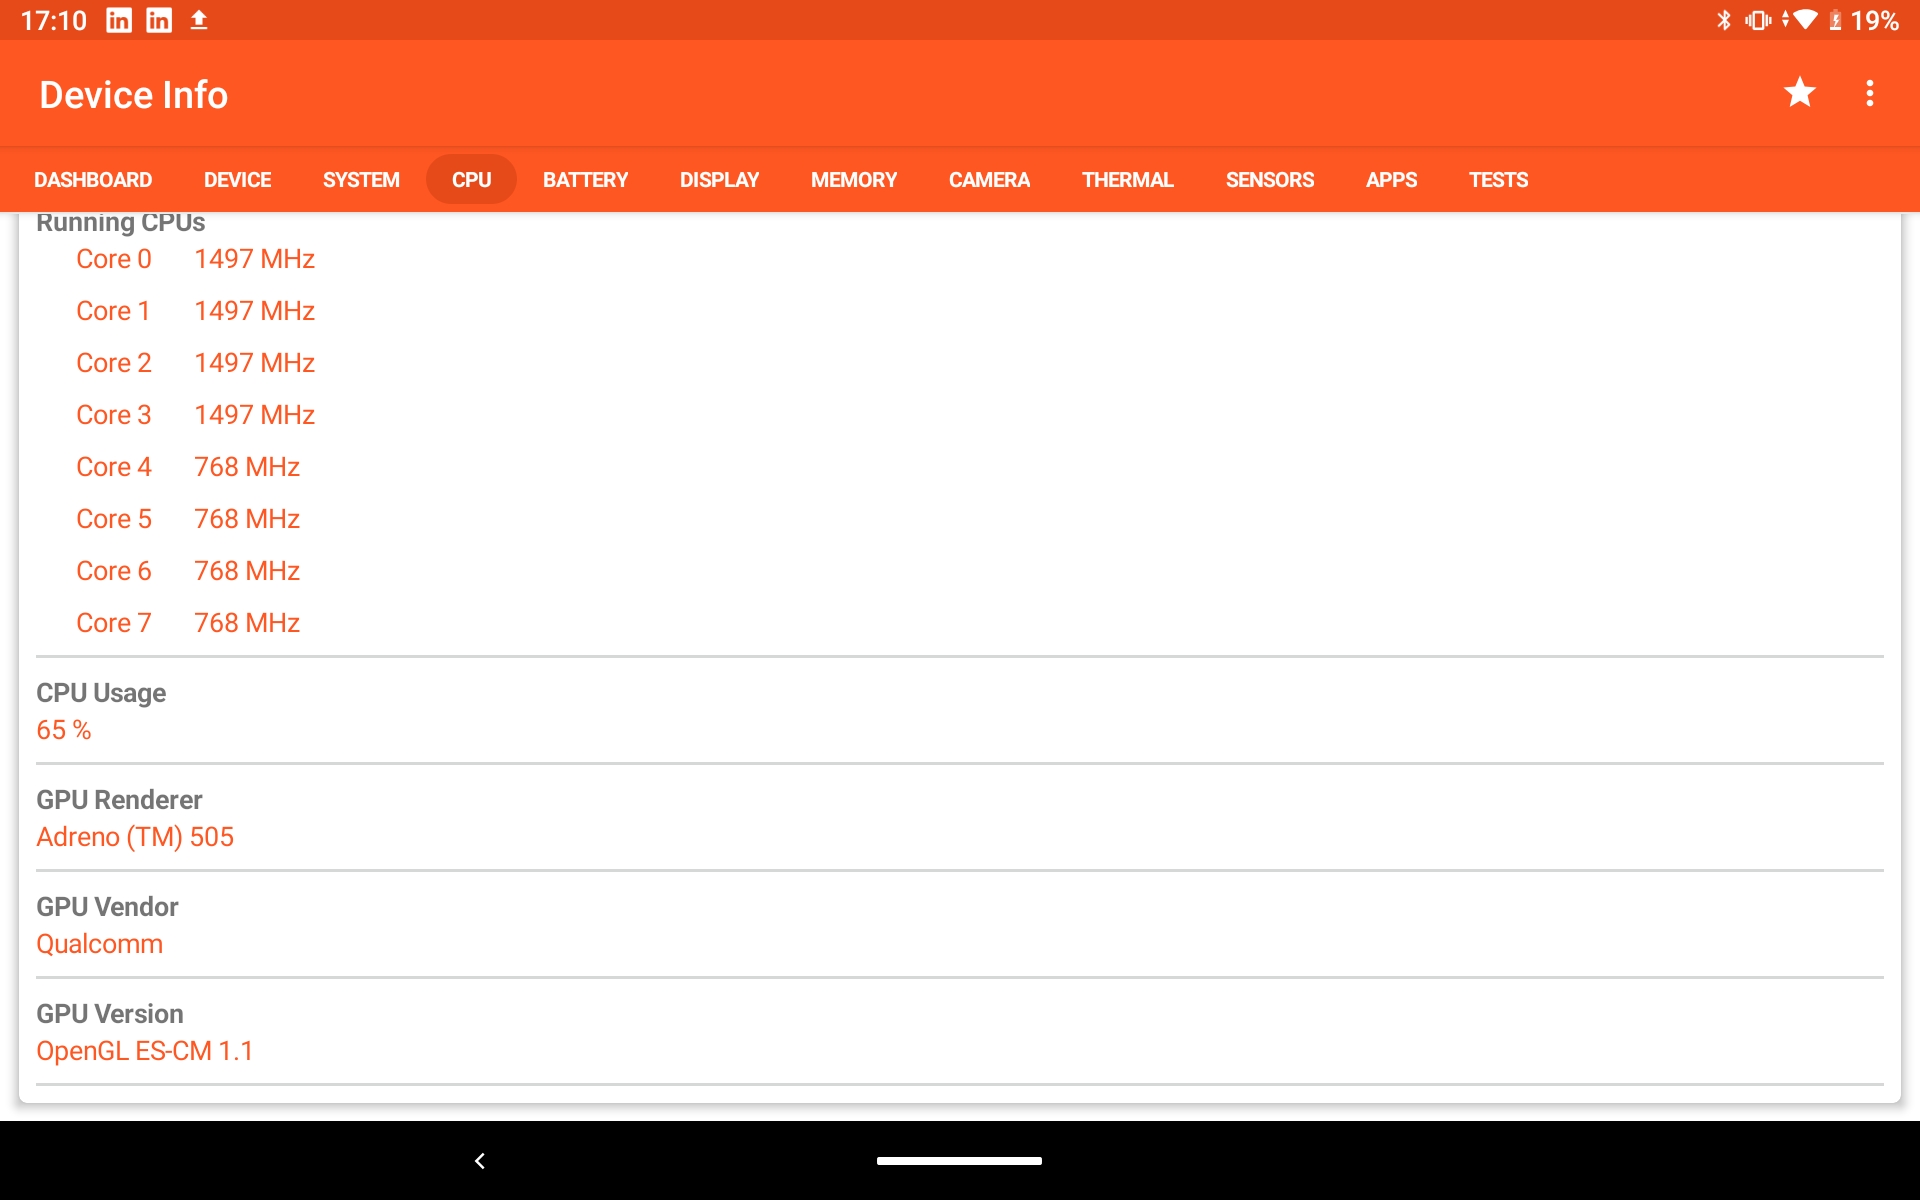 17:10 in in 19%
Device Info
DASHBOARD DEVICE SYSTEM CPU BATTERY DISPLAY MEMORY CAMERA THERMAL SENSORS APPS TESTS
Running CPUs
Core 0 1497 MHz
Core 1 1497 MHz
Core 2 1497 MHz
Core 3 1497 MHz
Core 4 768 MHz
Core 5 768 MHz
Core 6 768 MHz
Core 7 768 MHz
CPU Usage
65 %
GPU Renderer
Adreno (TM) 505
GPU Vendor
Qualcomm
GPU Version
OpenGL ES-CM 1.1